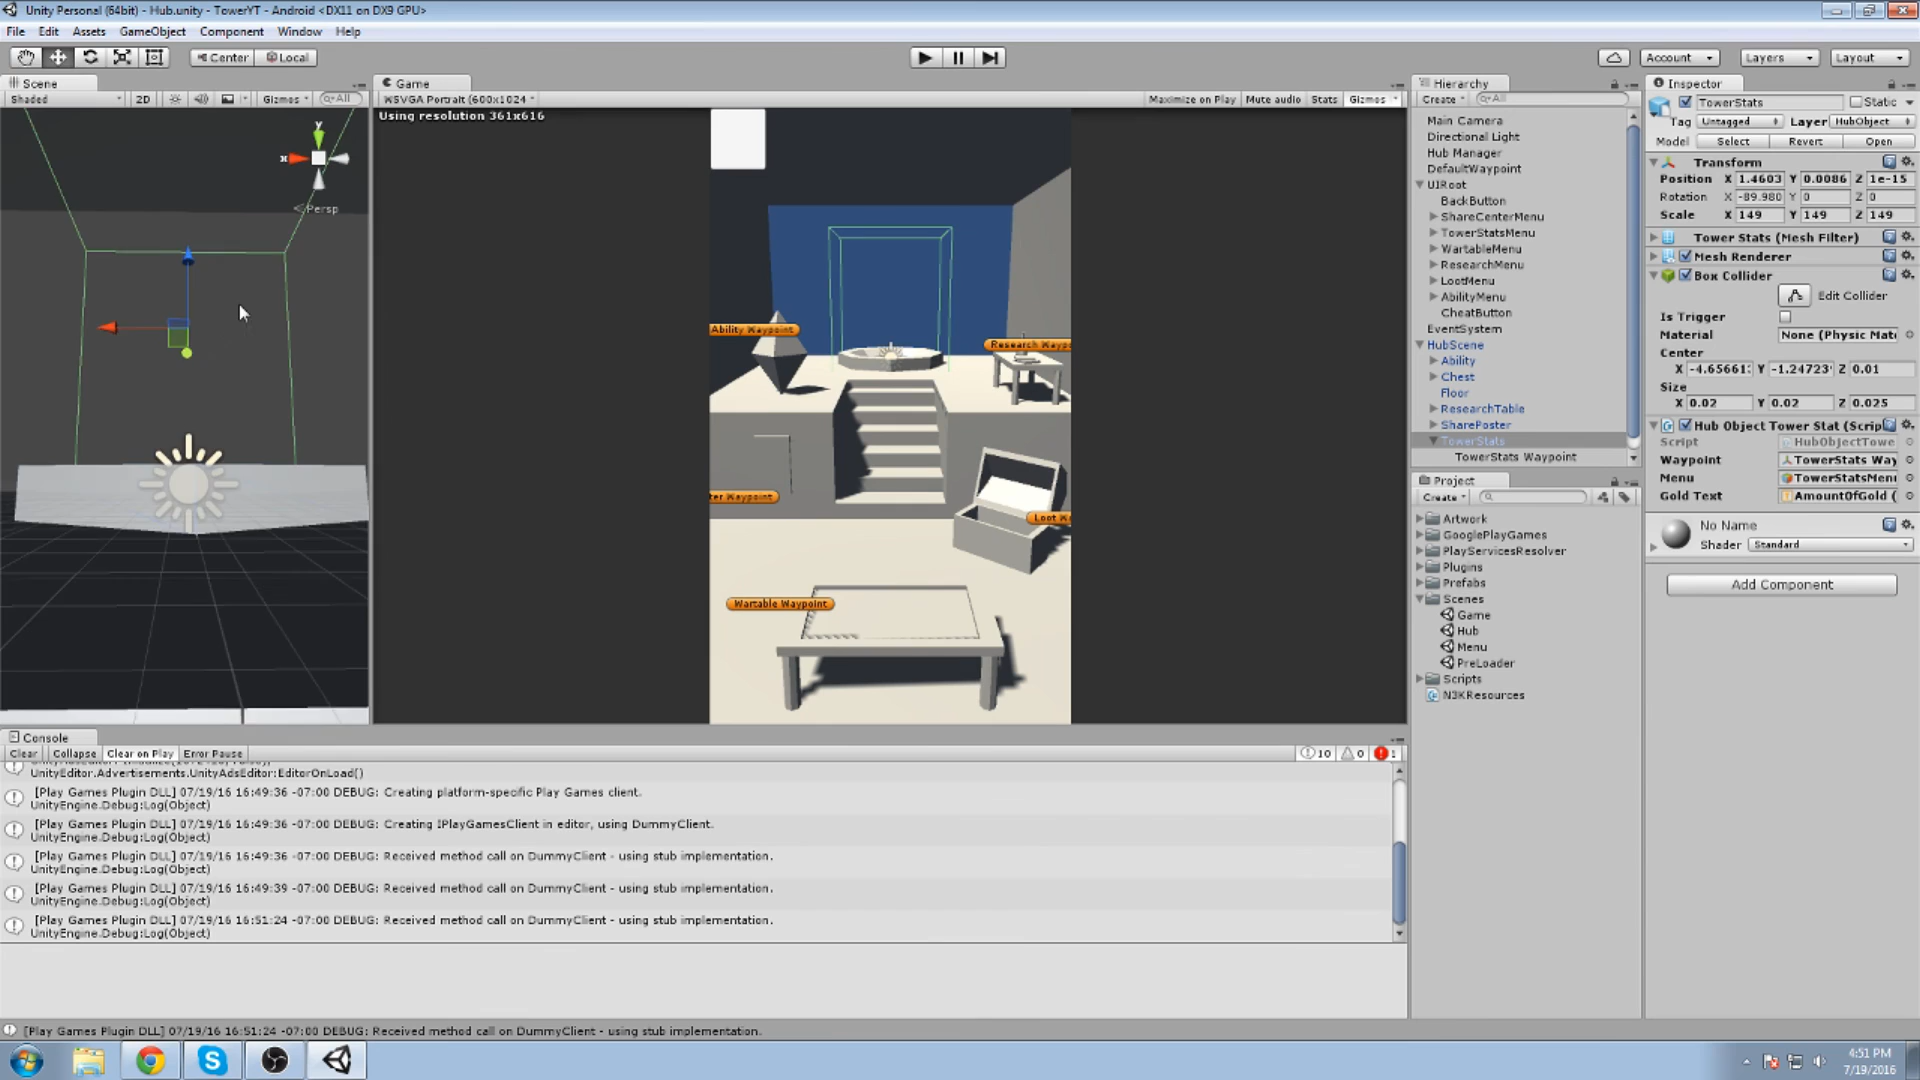 Unity Personal (64bit) - Hub.unity - TowerYT - Android <DX11 on DX9 GPU>
File Edit Assets GameObject Component Window Help
Center Local
Account Layers Layout
Scene
Shaded 2D Gizmos All
y
x
Persp
Game
WSVGA Portrait (600x1024
Maximize on Play Mute audio Stats Gizmos
Using resolution 361x616
Ability Waypoint
Research Waypo
ter Waypoint
Loot W
Wartable Waypoint
Hierarchy
Create All
Main Camera
Directional Light
Hub Manager
DefaultWaypoint
UIRoot
BackButton
ShareCenterMenu
TowerStatsMenu
WartableMenu
ResearchMenu
LootMenu
AbilityMenu
CheatButton
EventSystem
HubScene
Ability
Chest
Floor
ResearchTable
SharePoster
TowerStats
TowerStats Waypoint
Project
Create
Artwork
GooglePlayGames
PlayServicesResolver
Plugins
Prefabs
Scenes
Game
Hub
Menu
PreLoader
Scripts
N3KResources
Inspector
TowerStats Static
Tag Untagged Layer HubObject
Model Select Revert Open
Transform
Position X 1.4603 Y 0.0086 Z 1e-15
Rotation X -89.980 Y 0 Z 0
Scale X 149 Y 149 Z 149
Tower Stats (Mesh Filter)
Mesh Renderer
Box Collider
Edit Collider
Is Trigger
Material None (Physic Mate
Center
X -4.65661 Y -1.24723 Z 0.01
Size
X 0.02 Y 0.02 Z 0.025
Hub Object Tower Stat (Scrip
Script HubObjectTowe
Waypoint TowerStats Way
Menu TowerStatsMen
Gold Text AmountOfGold (
No Name
Shader Standard
Add Component
Console
Clear Collapse Clear on Play Error Pause
10 0 1
UnityEditor.Advertisements.UnityAdsEditor:EditorOnLoad()
[Play Games Plugin DLL] 07/19/16 16:49:36 -07:00 DEBUG: Creating platform-specific Play Games client.
UnityEngine.Debug:Log(Object)
[Play Games Plugin DLL] 07/19/16 16:49:36 -07:00 DEBUG: Creating IPlayGamesClient in editor, using DummyClient.
UnityEngine.Debug:Log(Object)
[Play Games Plugin DLL] 07/19/16 16:49:36 -07:00 DEBUG: Received method call on DummyClient - using stub implementation.
UnityEngine.Debug:Log(Object)
[Play Games Plugin DLL] 07/19/16 16:49:39 -07:00 DEBUG: Received method call on DummyClient - using stub implementation.
UnityEngine.Debug:Log(Object)
[Play Games Plugin DLL] 07/19/16 16:51:24 -07:00 DEBUG: Received method call on DummyClient - using stub implementation.
UnityEngine.Debug:Log(Object)
[Play Games Plugin DLL] 07/19/16 16:51:24 -07:00 DEBUG: Received method call on DummyClient - using stub implementation.
4:51 PM
7/19/2016